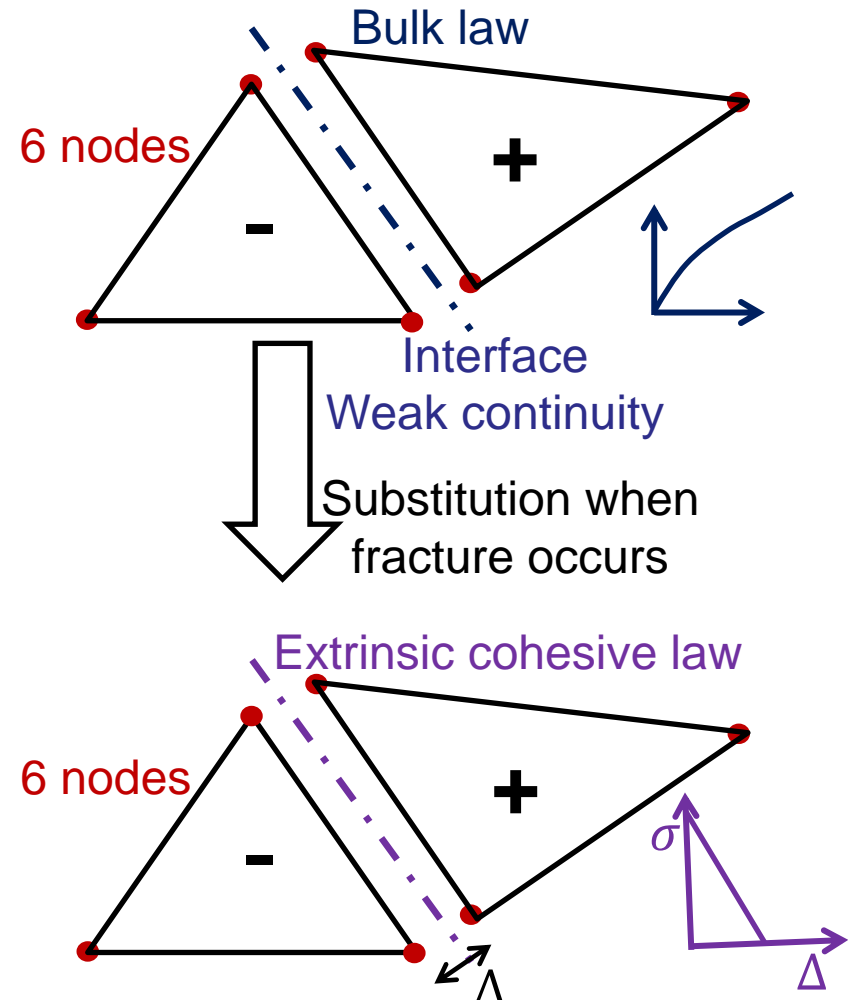 Bulk law
6 nodes
+
-
Interface
Weak continuity
Substitution when
fracture occurs
Extrinsic cohesive law
6 nodes
+
-
σ
Δ
Δ